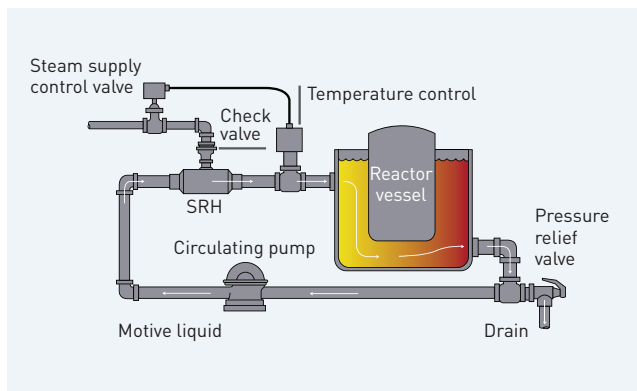 Steam supply
control valve
Temperature control
Check
valve
SRH
Reactor
vessel
Pressure
relief
valve
Circulating pump
Motive liquid
Drain